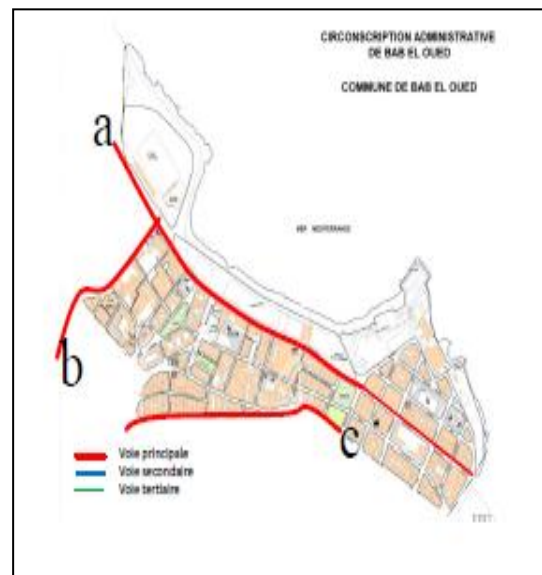 CIRCONSCRIPTION ADMINISTRATIVE
DE BAB EL OUED
COMMUNE DE BAB EL OUED
a
b
c
Voie principale
Voie secondaire
Voie tertiaire